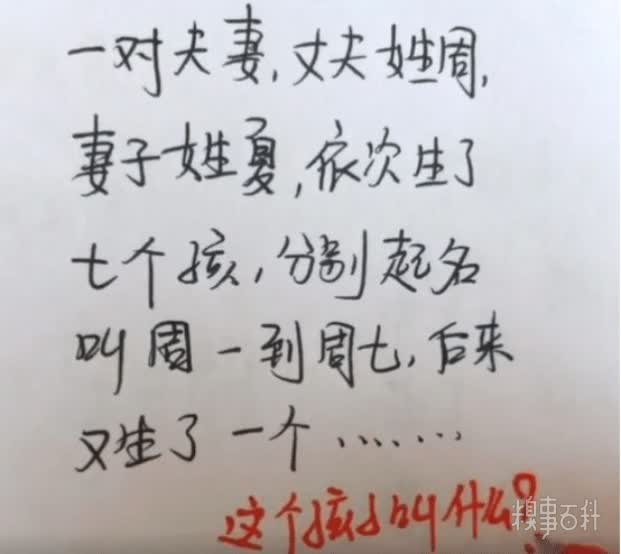 一对夫妻,丈夫姓周,
妻子姓夏,依次生了
七个孩,分别起名
叫周一到周七,后来
又生了一个……
这个孩子叫什么?
糗事百科